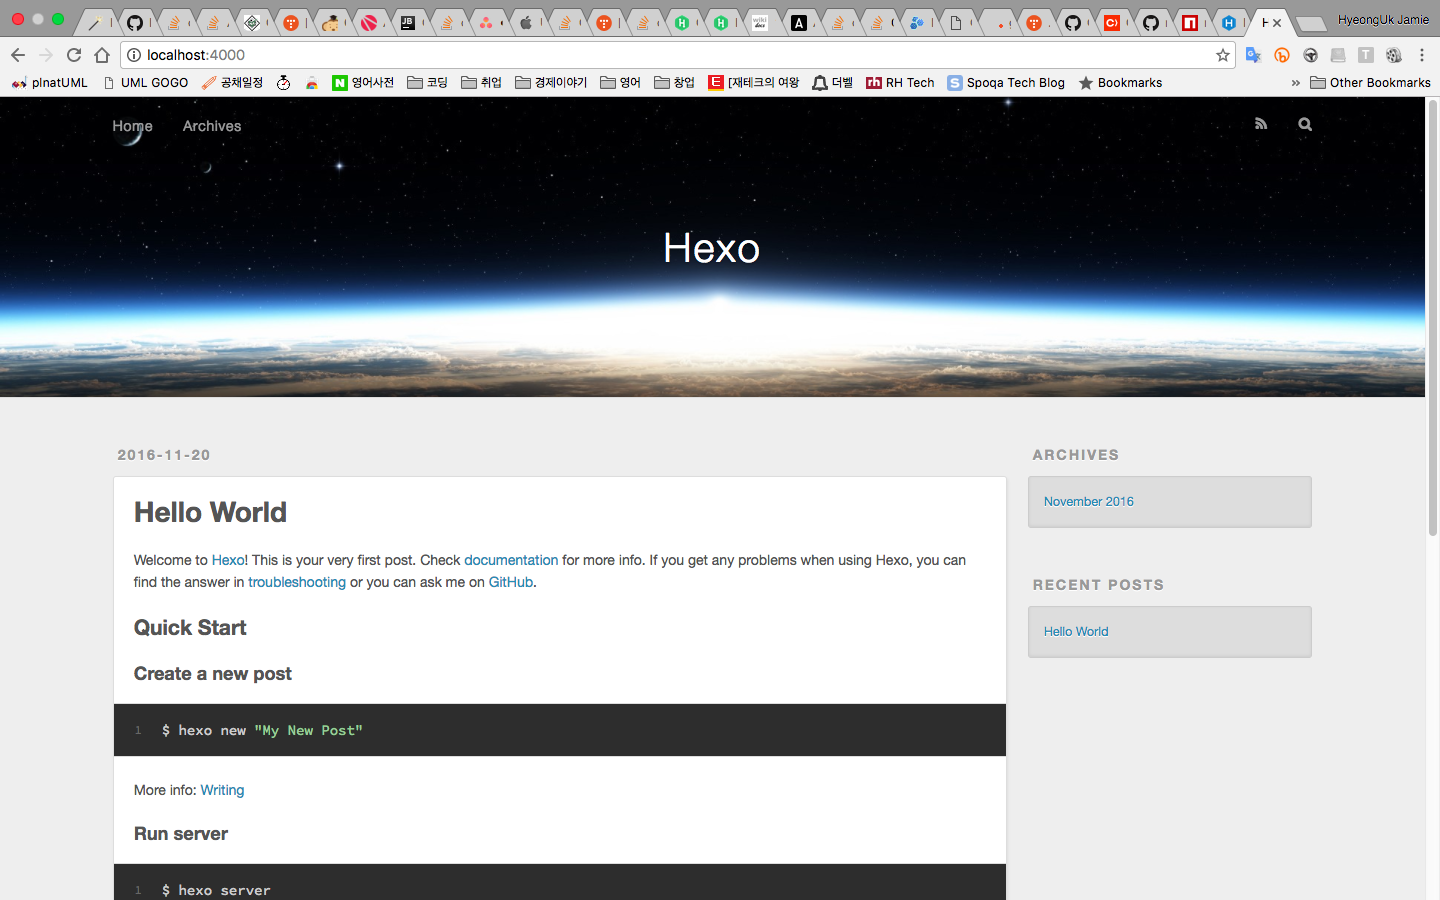 HyeongUk Jamie
localhost:4000
plnatUML UML GOGO 공채일정 영어사전 코딩 취업 경제이야기 영어 창업 [재테크의 여왕 더벨 RH Tech Spoqa Tech Blog Bookmarks » Other Bookmarks
Home Archives
Hexo
2016-11-20
Hello World
Welcome to Hexo! This is your very first post. Check documentation for more info. If you get any problems when using Hexo, you can
find the answer in troubleshooting or you can ask me on GitHub.
Quick Start
Create a new post
1 $ hexo new "My New Post"
More info: Writing
Run server
1 $ hexo server
ARCHIVES
November 2016
RECENT POSTS
Hello World